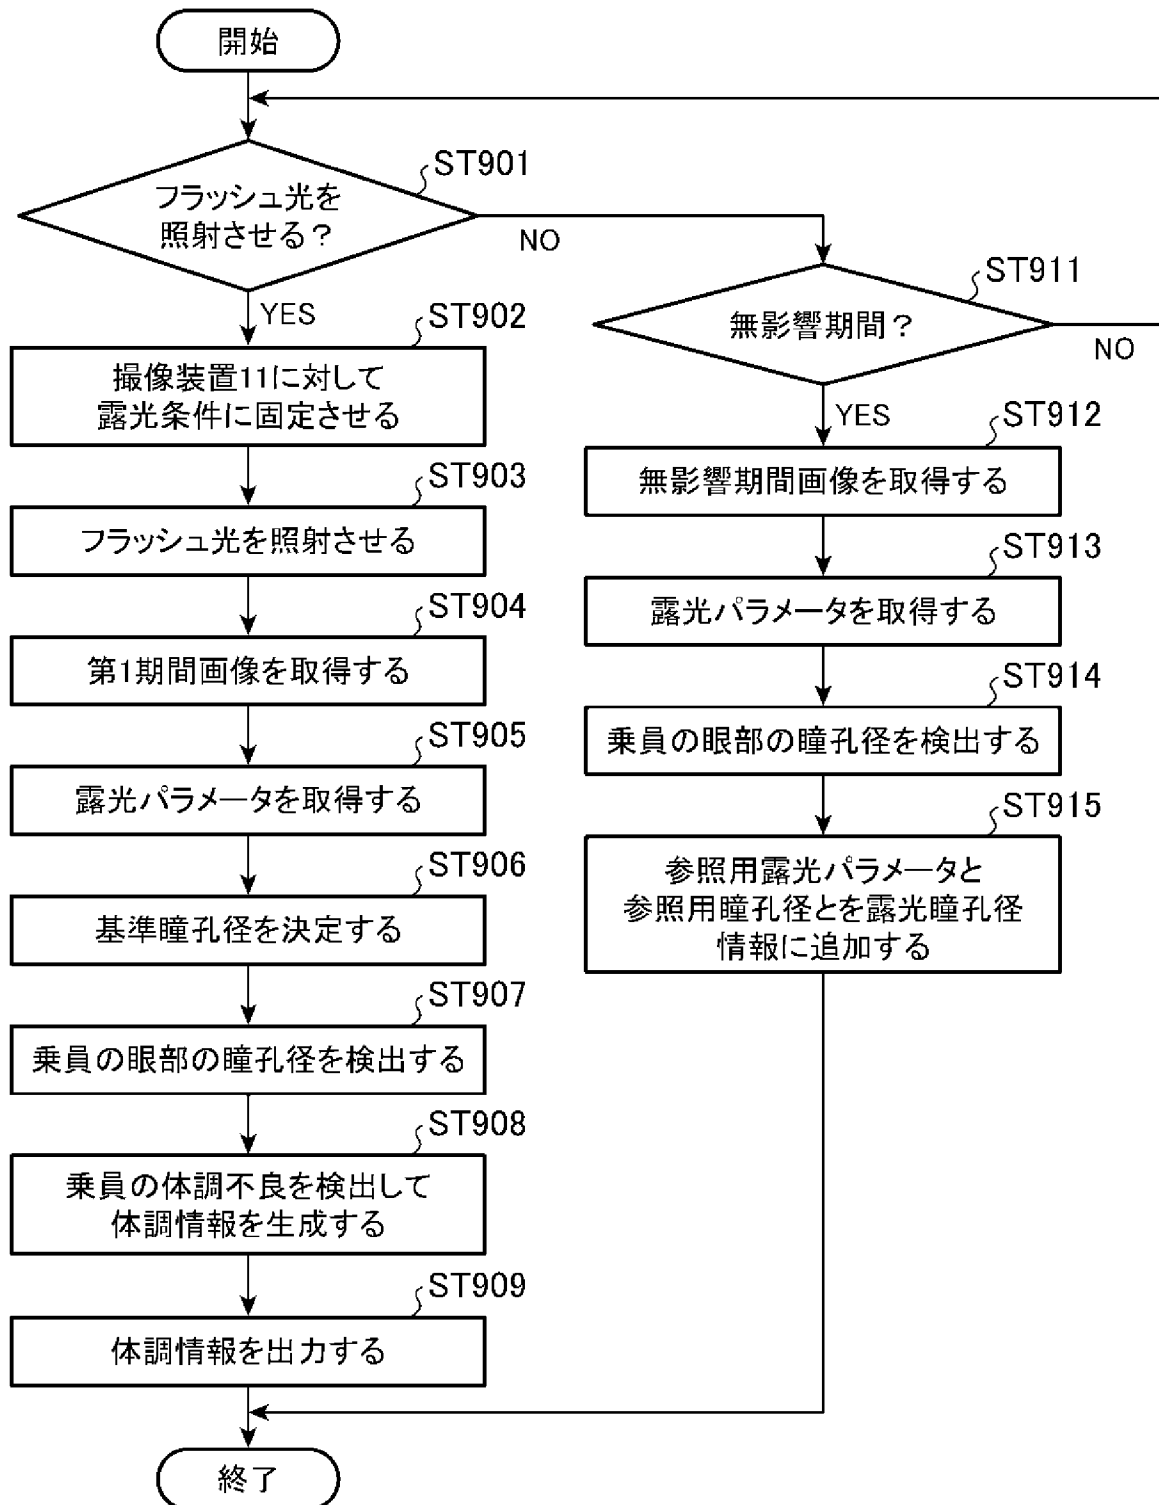 開始
ST901
フラッシュ光を
照射させる?
NO
YES
ST902
撮像装置11に対して
露光条件に固定させる
ST903
フラッシュ光を照射させる
ST904
第1期間画像を取得する
ST905
露光パラメータを取得する
ST906
基準瞳孔径を決定する
ST907
乗員の眼部の瞳孔径を検出する
ST908
乗員の体調不良を検出して
体調情報を生成する
ST909
体調情報を出力する
ST911
無影響期間?
NO
YES
ST912
無影響期間画像を取得する
ST913
露光パラメータを取得する
ST914
乗員の眼部の瞳孔径を検出する
ST915
参照用露光パラメータと
参照用瞳孔径とを露光瞳孔径
情報に追加する
終了